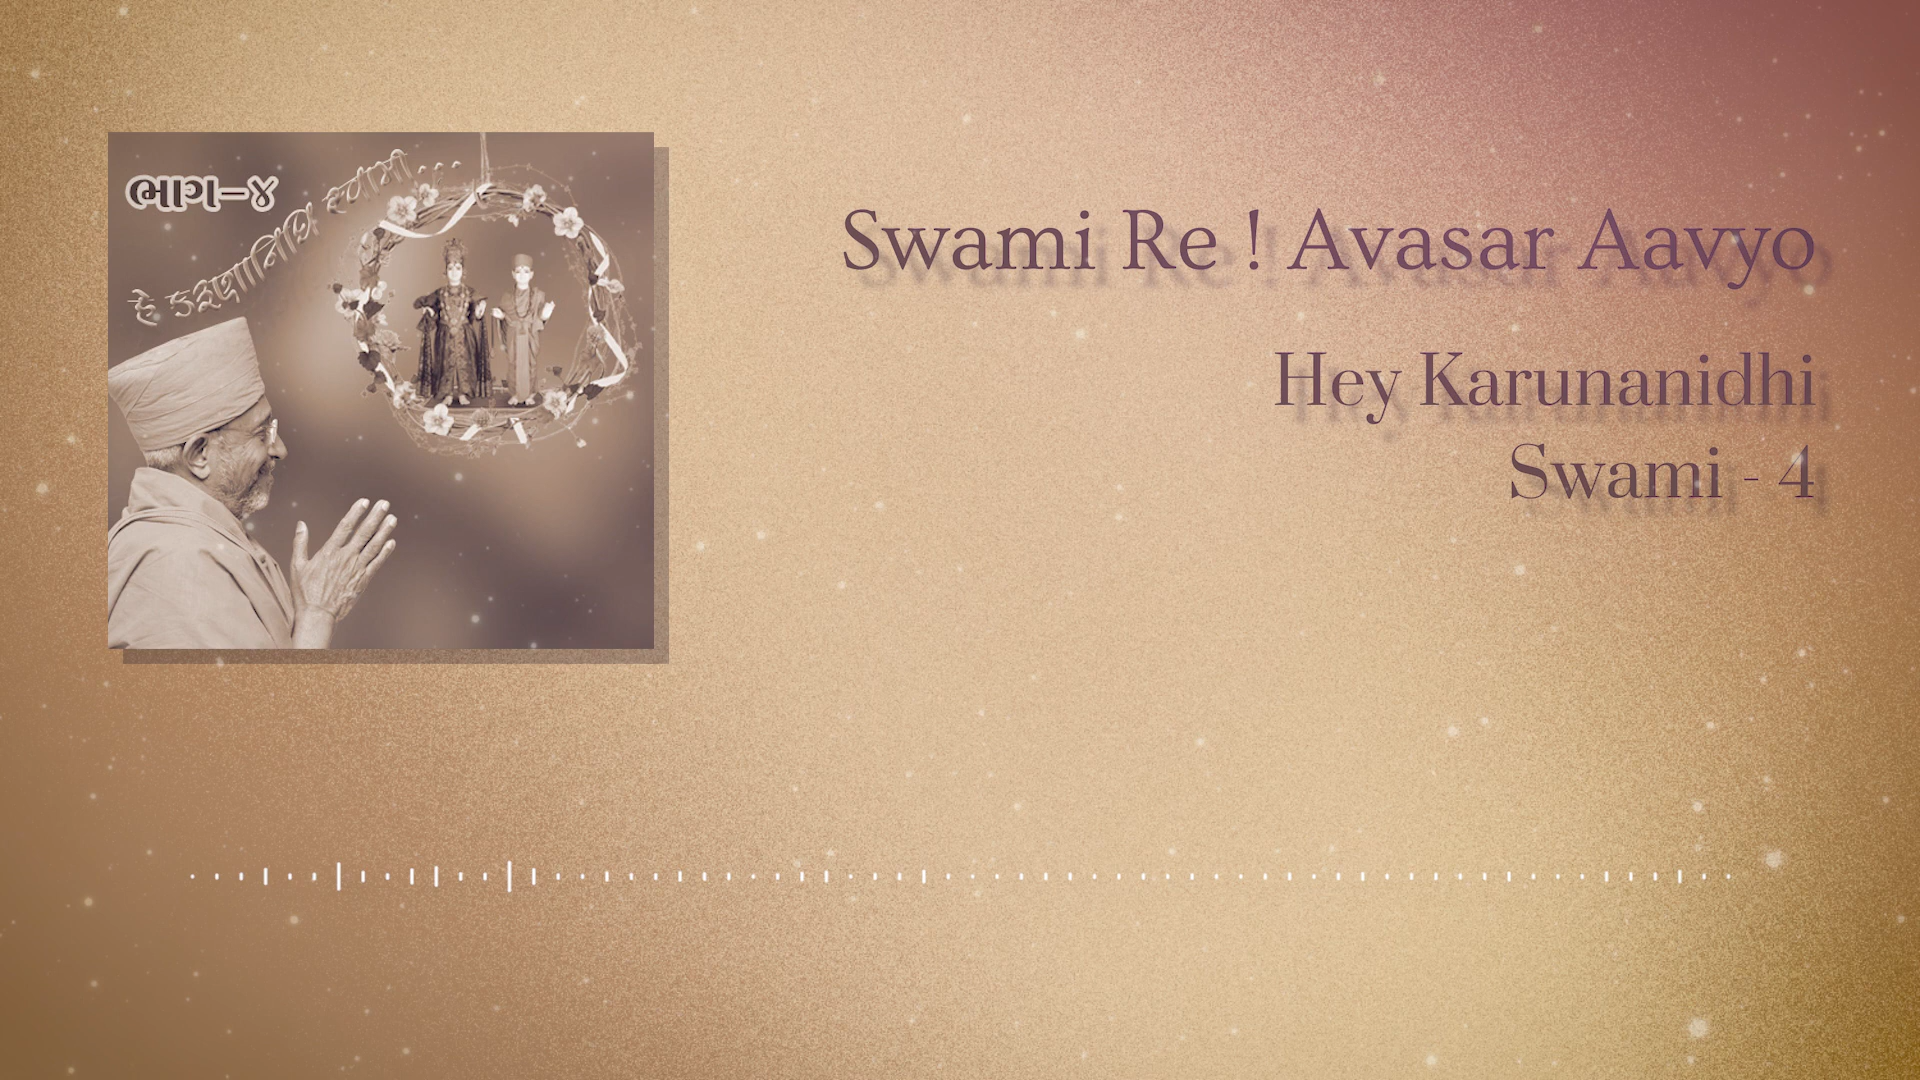 ભાગ-૪
હે કરુણાનિધિ સ્વામી...
Swami Re ! Avasar Aavyo
Hey Karunanidhi
Swami - 4